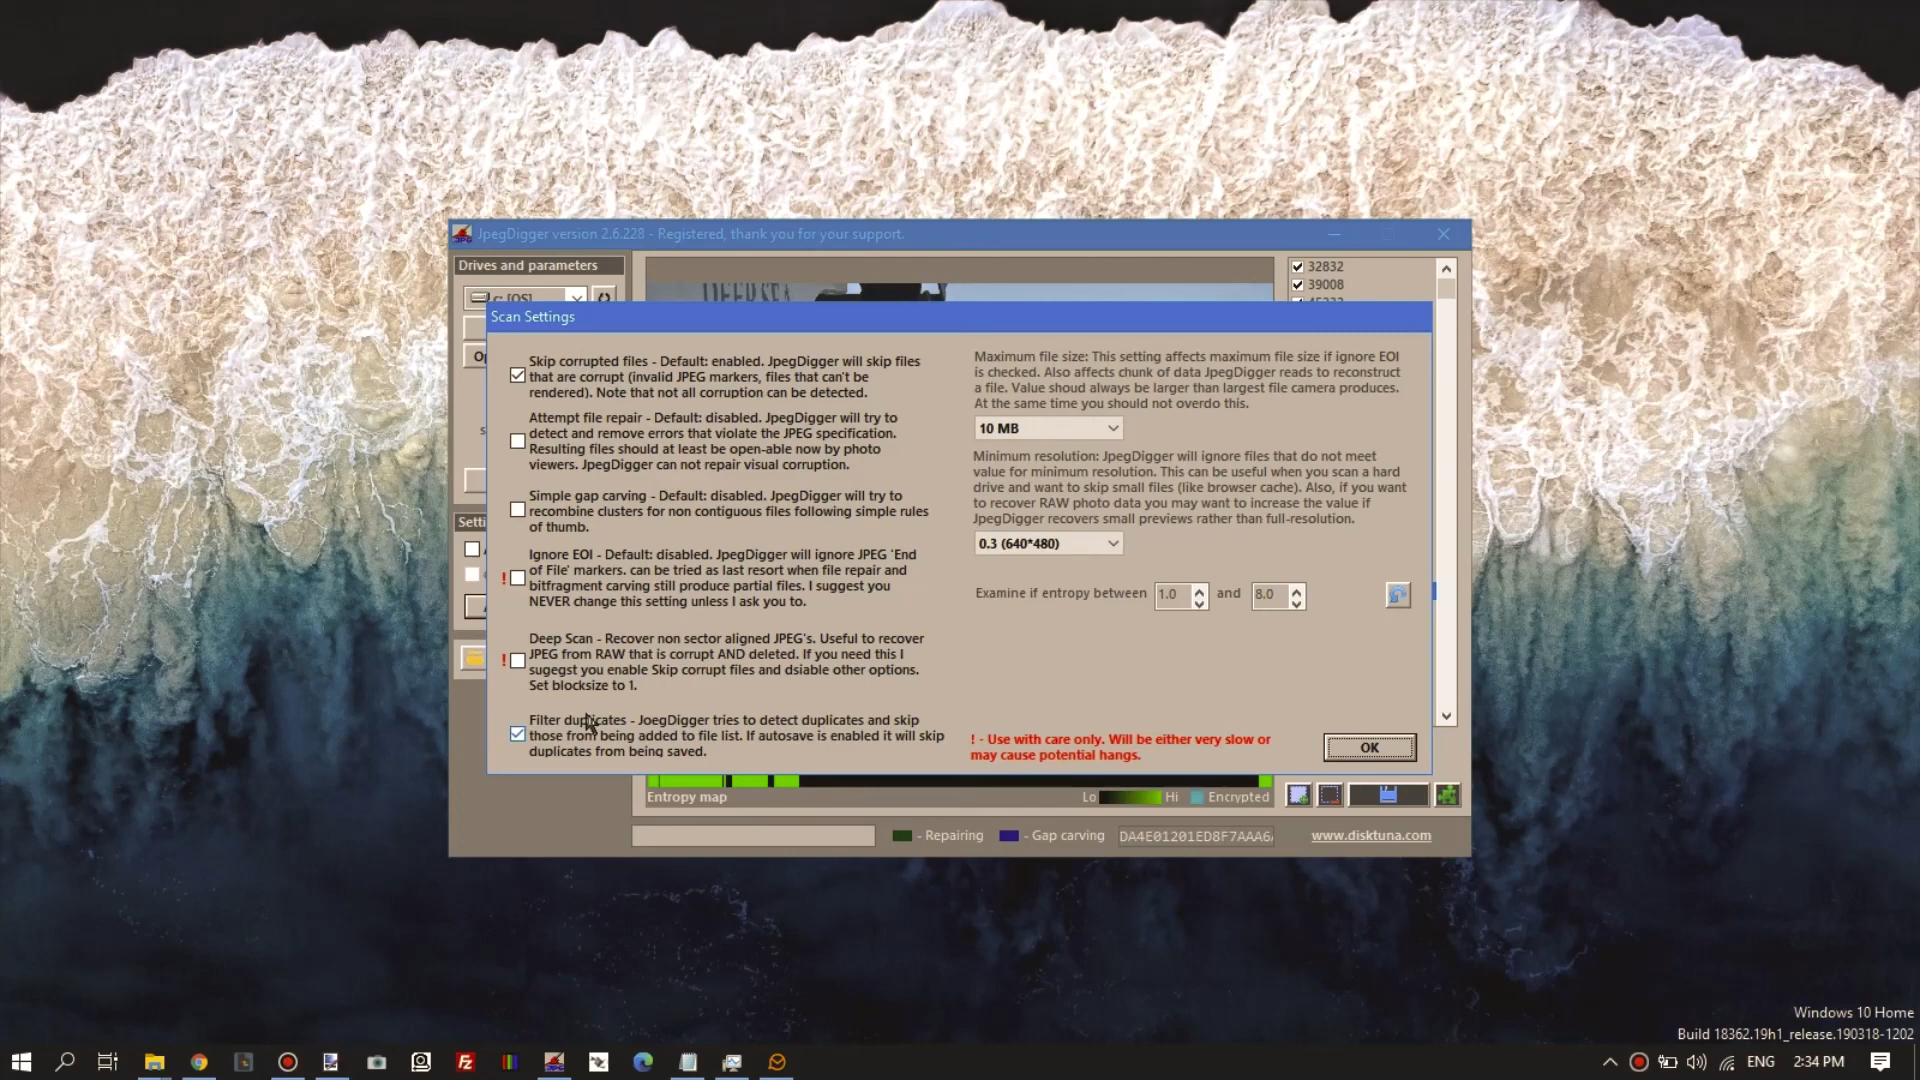 JpegDigger version 2.6.228 - Registered, thank you for your support.
Drives and parameters
32832
39008
Scan Settings
Skip corrupted files - Default: enabled. JpegDigger will skip files
that are corrupt (invalid JPEG markers, files that can't be
rendered). Note that not all corruption can be detected.
Attempt file repair - Default: disabled. JpegDigger will try to
detect and remove errors that violate the JPEG specification.
Resulting files should at least be open-able now by photo
viewers. JpegDigger can not repair visual corruption.
Simple gap carving - Default: disabled. JpegDigger will try to
recombine clusters for non contiguous files following simple rules
of thumb.
! Ignore EOI - Default: disabled. JpegDigger will ignore JPEG 'End
of File' markers. can be tried as last resort when file repair and
bitfragment carving still produce partial files. I suggest you
NEVER change this setting unless I ask you to.
! Deep Scan - Recover non sector aligned JPEG's. Useful to recover
JPEG from RAW that is corrupt AND deleted. If you need this I
sugegst you enable Skip corrupt files and dsiable other options.
Set blocksize to 1.
Filter duplicates - JoegDigger tries to detect duplicates and skip
those from being added to file list. If autosave is enabled it will skip
duplicates from being saved.
Maximum file size: This setting affects maximum file size if ignore EOI
is checked. Also affects chunk of data JpegDigger reads to reconstruct
a file. Value shoud always be larger than largest file camera produces.
At the same time you should not overdo this.
10 MB
Minimum resolution: JpegDigger will ignore files that do not meet
value for minimum resolution. This can be useful when you scan a hard
drive and want to skip small files (like browser cache). Also, if you want
to recover RAW photo data you may want to increase the value if
JpegDigger recovers small previews rather than full-resolution.
0.3 (640*480)
Examine if entropy between 1.0 and 8.0
! - Use with care only. Will be either very slow or
may cause potential hangs.
OK
Entropy map
Lo Hi Encrypted
- Repairing - Gap carving DA4E01201ED8F7AAA6
www.disktuna.com
Windows 10 Home
Build 18362.19h1_release.190318-1202
ENG 2:34 PM